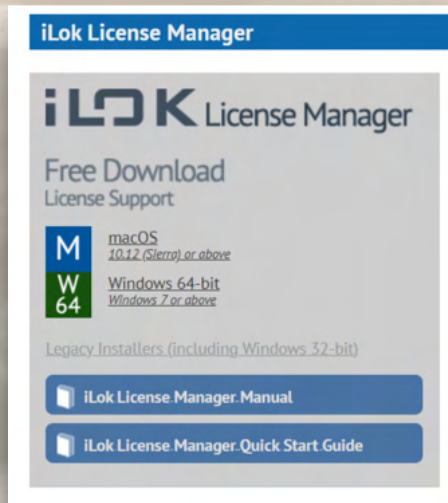 iLok License Manager
iLOK License Manager
Free Download
License Support
M
macOS
10.12 (Sierra) or above
W
64
Windows 64-bit
Windows 7 or above
Legacy Installers (including Windows 32-bit)
iLok License Manager Manual
iLok License Manager Quick Start Guide